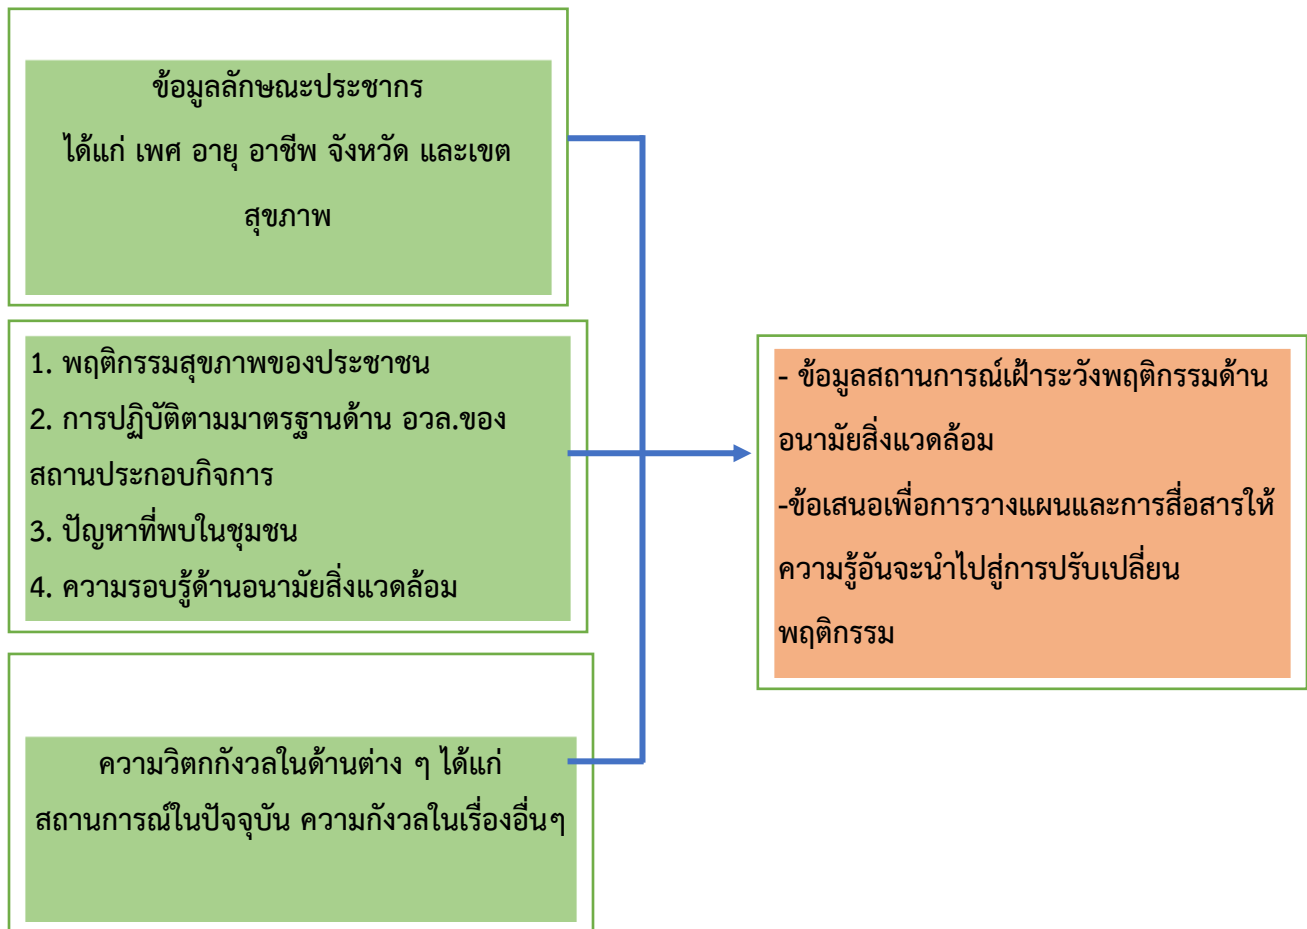 ข้อมูลลักษณะประชากร
ได้แก่ เพศ อายุ อาชีพ จังหวัด และเขต
สุขภาพ
1. พฤติกรรมสุขภาพของประชาชน
2. การปฏิบัติตามมาตรฐานด้าน อวล.ของ
สถานประกอบกิจการ
3. ปัญหาที่พบในชุมชน
4. ความรอบรู้ด้านอนามัยสิ่งแวดล้อม
ความวิตกกังวลในด้านต่าง ๆ ได้แก่
สถานการณ์ในปัจจุบัน ความกังวลในเรื่องอื่นๆ
- ข้อมูลสถานการณ์เฝ้าระวังพฤติกรรมด้าน
อนามัยสิ่งแวดล้อม
-ข้อเสนอเพื่อการวางแผนและการสื่อสารให้
ความรู้อันจะนำไปสู่การปรับเปลี่ยน
พฤติกรรม